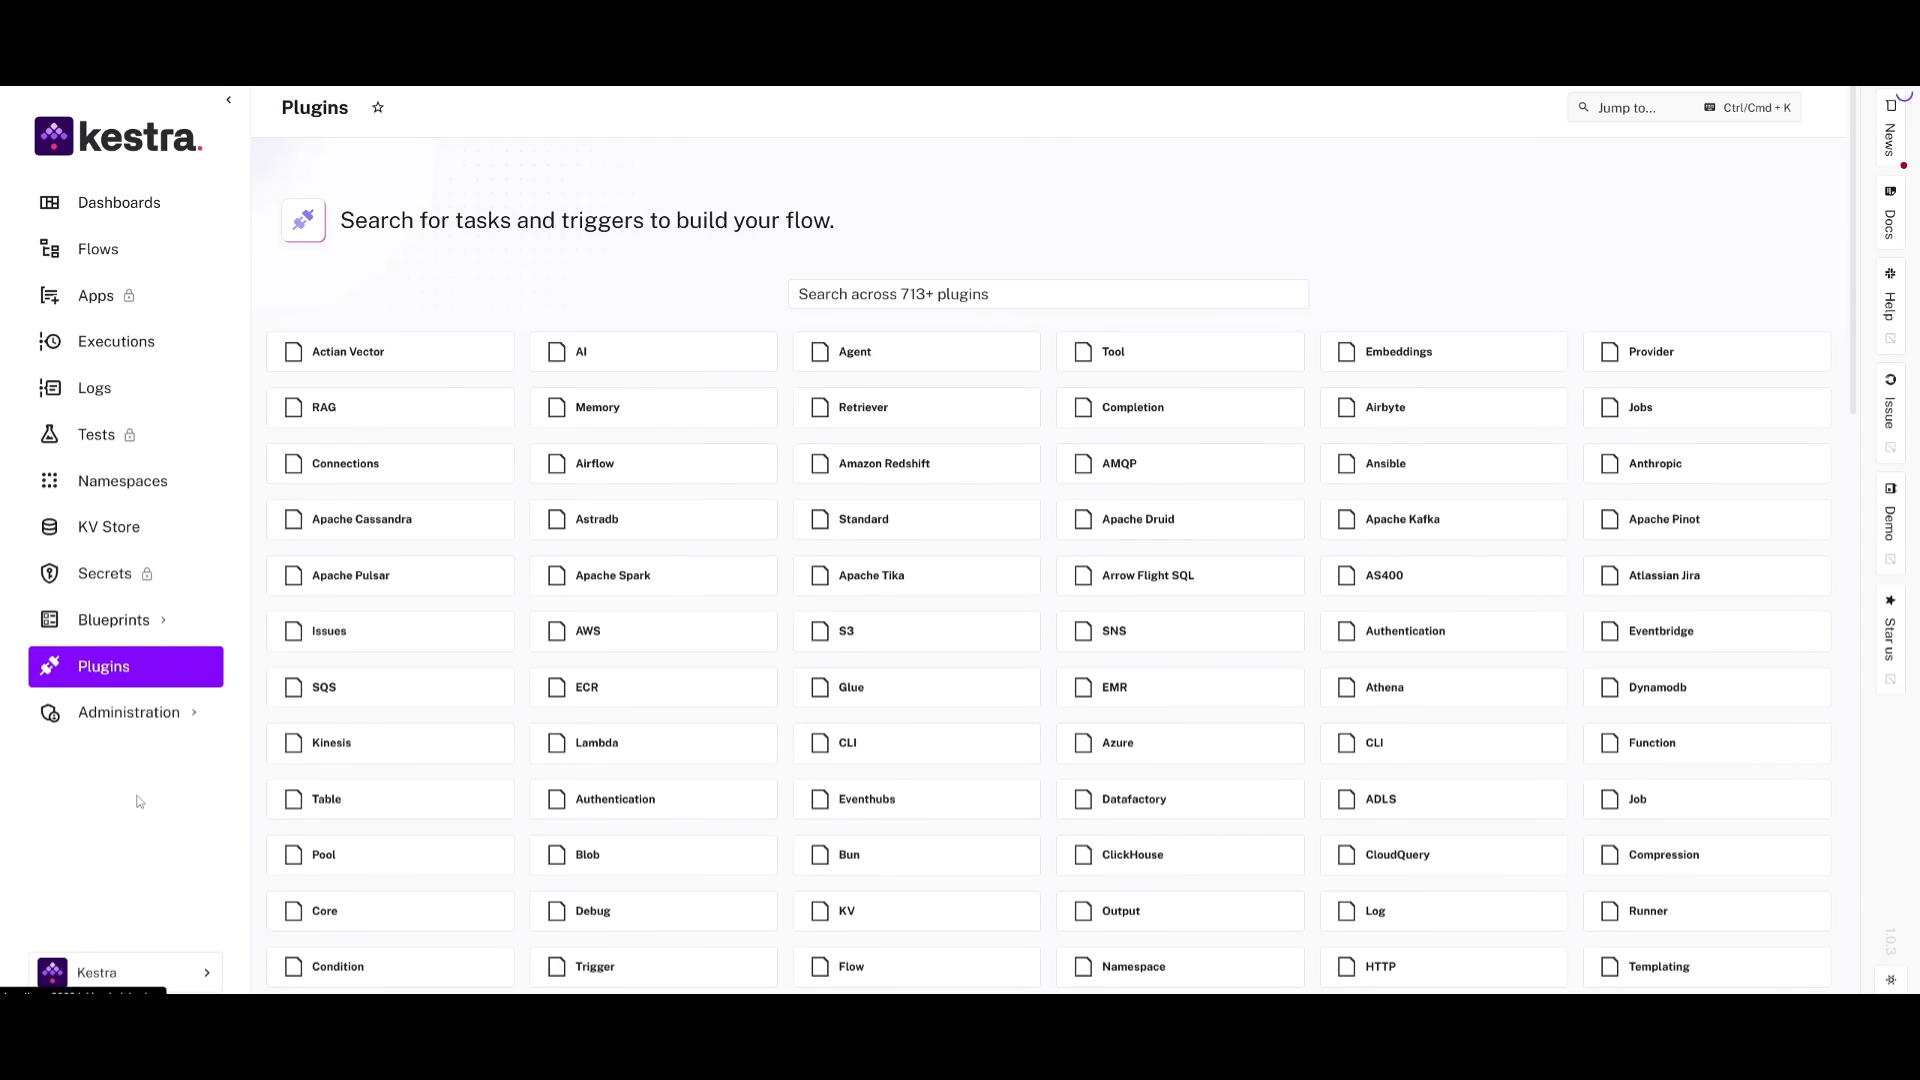 kestra.
Dashboards
Flows
Apps
Executions
Logs
Tests
Namespaces
KV Store
Secrets
Blueprints
Plugins
Administration
Kestra
Plugins
Jump to...
Ctrl/Cmd + K
Search for tasks and triggers to build your flow.
Search across 713+ plugins
Actian Vector
AI
Agent
Tool
Embeddings
Provider
RAG
Memory
Retriever
Completion
Airbyte
Jobs
Connections
Airflow
Amazon Redshift
AMQP
Ansible
Anthropic
Apache Cassandra
Astradb
Standard
Apache Druid
Apache Kafka
Apache Pinot
Apache Pulsar
Apache Spark
Apache Tika
Arrow Flight SQL
AS400
Atlassian Jira
Issues
AWS
S3
SNS
Authentication
Eventbridge
SQS
ECR
Glue
EMR
Athena
Dynamodb
Kinesis
Lambda
CLI
Azure
CLI
Function
Table
Authentication
Eventhubs
Datafactory
ADLS
Job
Pool
Blob
Bun
ClickHouse
CloudQuery
Compression
Core
Debug
KV
Output
Log
Runner
Condition
Trigger
Flow
Namespace
HTTP
Templating
News
Docs
Help
Issue
Demo
Star us
1.0.3